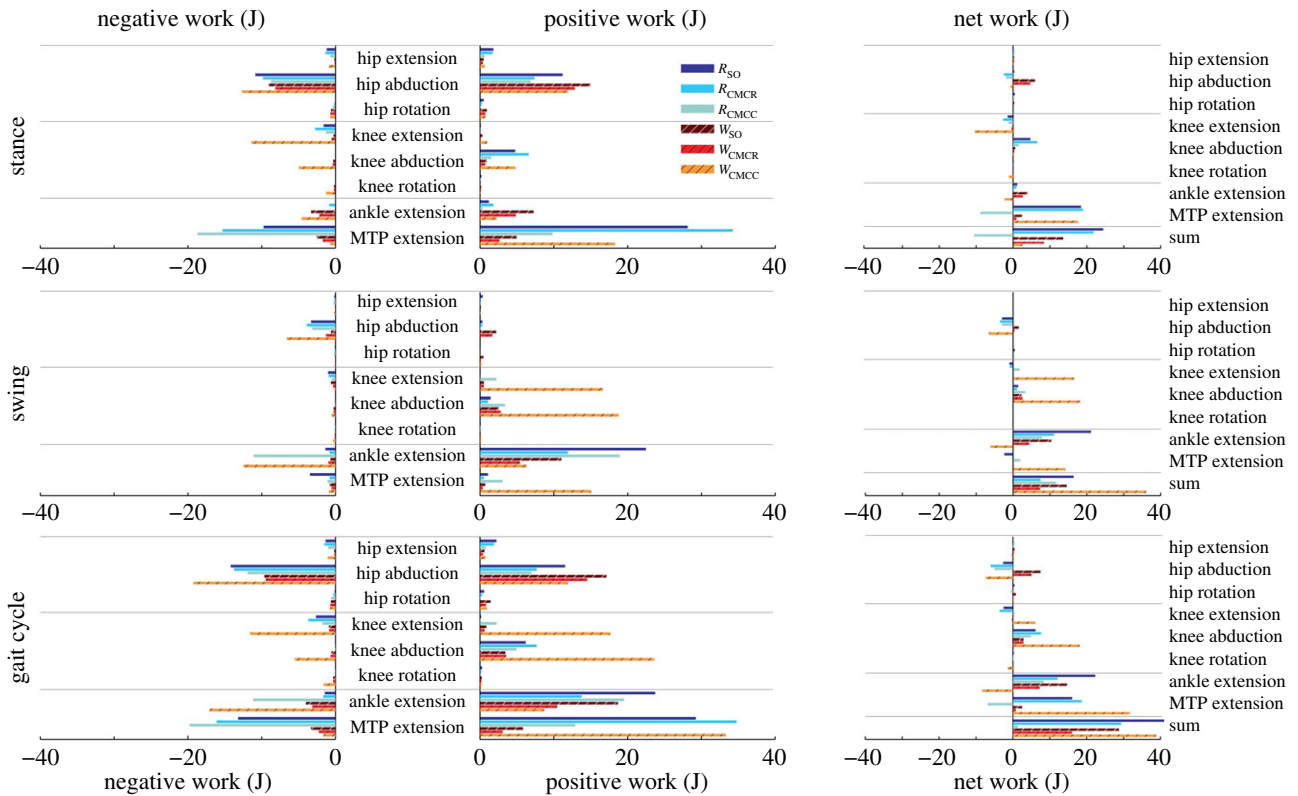 negative work (J) positive work (J) net work (J)
stance
hip extension
hip abduction
hip rotation
knee extension
knee abduction
knee rotation
ankle extension
MTP extension
R_SO
R_CMCR
R_CMCC
W_SO
W_CMCR
W_CMCC
hip extension
hip abduction
hip rotation
knee extension
knee abduction
knee rotation
ankle extension
MTP extension
sum
−40 −20 0 0 20 40 −40 −20 0 20 40
swing
hip extension
hip abduction
hip rotation
knee extension
knee abduction
knee rotation
ankle extension
MTP extension
hip extension
hip abduction
hip rotation
knee extension
knee abduction
knee rotation
ankle extension
MTP extension
sum
−40 −20 0 0 20 40 −40 −20 0 20 40
gait cycle
hip extension
hip abduction
hip rotation
knee extension
knee abduction
knee rotation
ankle extension
MTP extension
hip extension
hip abduction
hip rotation
knee extension
knee abduction
knee rotation
ankle extension
MTP extension
sum
−40 −20 0 0 20 40 −40 −20 0 20 40
negative work (J) positive work (J) net work (J)